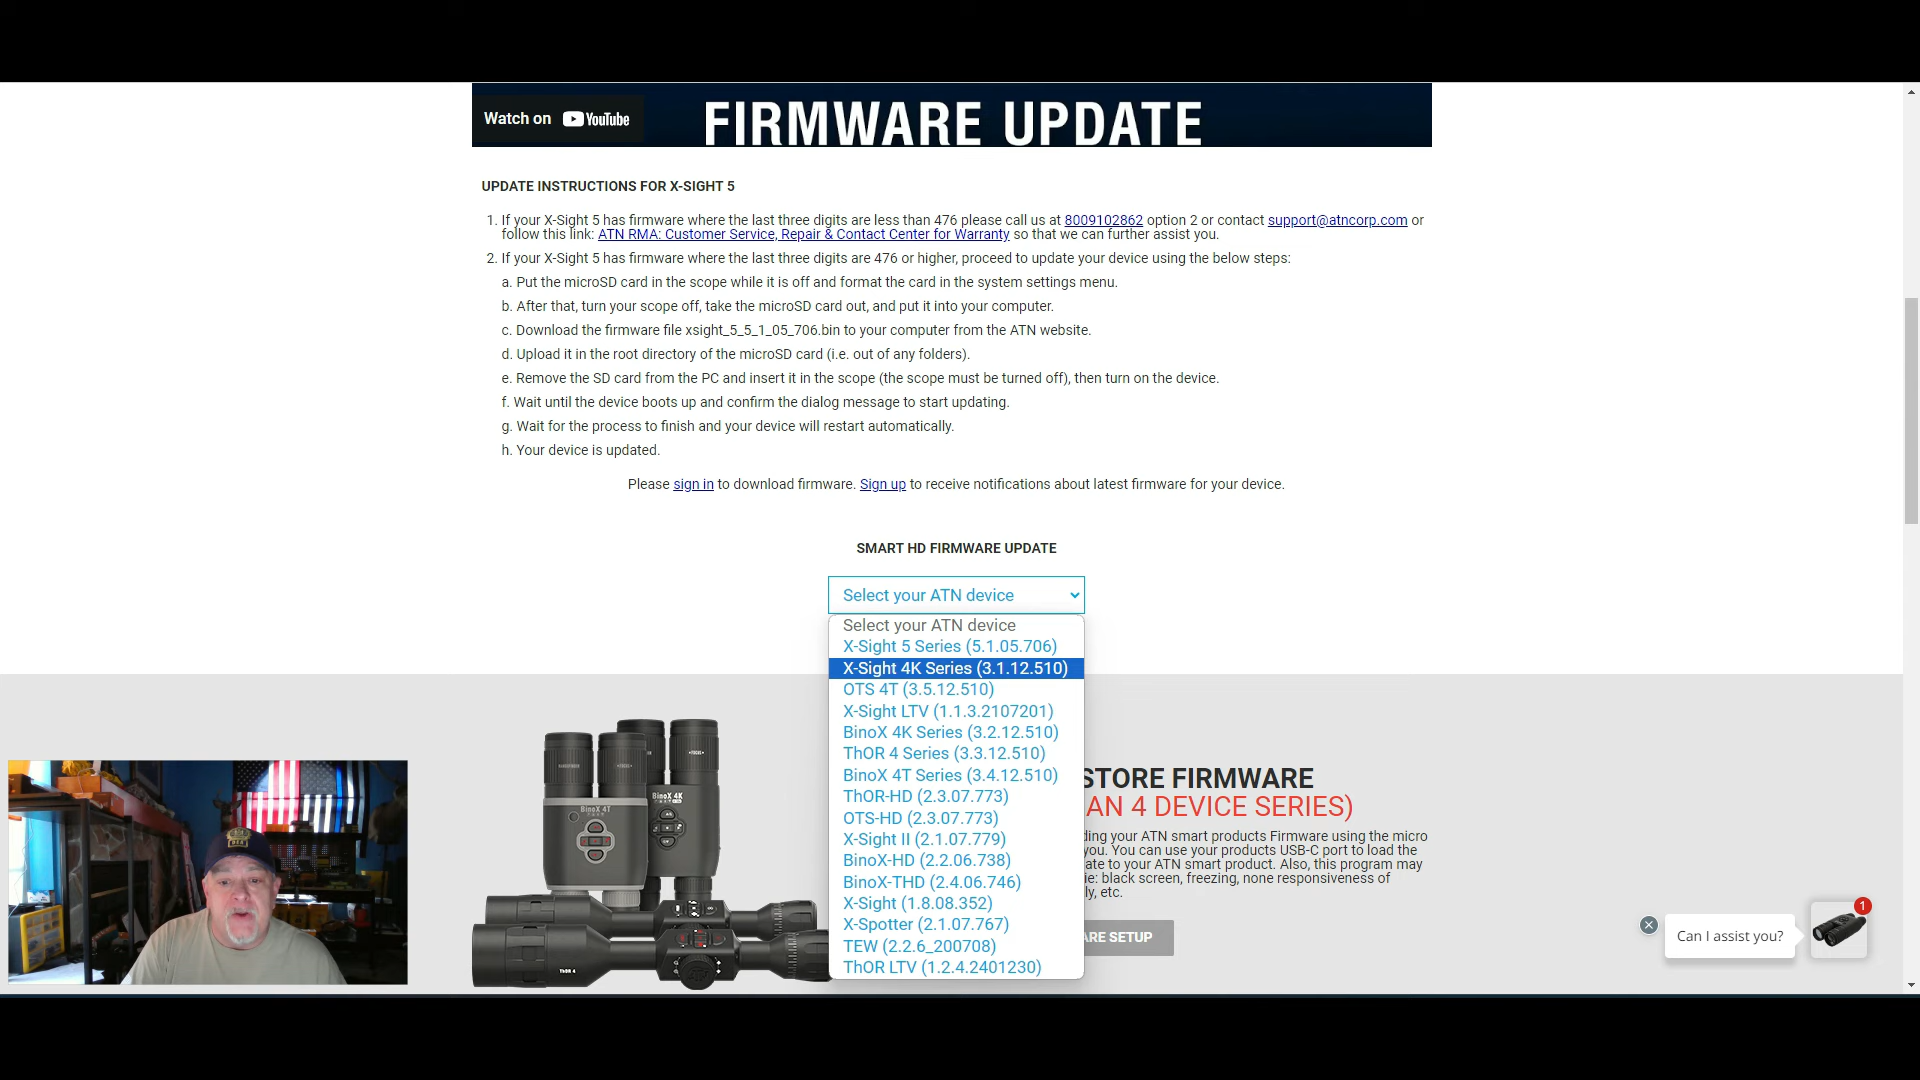 Watch on YouTube
FIRMWARE UPDATE
UPDATE INSTRUCTIONS FOR X-SIGHT 5
1. If your X-Sight 5 has firmware where the last three digits are less than 476 please call us at 8009102862 option 2 or contact support@atncorp.com or
follow this link: ATN RMA: Customer Service, Repair & Contact Center for Warranty so that we can further assist you.
2. If your X-Sight 5 has firmware where the last three digits are 476 or higher, proceed to update your device using the below steps:
a. Put the microSD card in the scope while it is off and format the card in the system settings menu.
b. After that, turn your scope off, take the microSD card out, and put it into your computer.
c. Download the firmware file xsight_5_5_1_05_706.bin to your computer from the ATN website.
d. Upload it in the root directory of the microSD card (i.e. out of any folders).
e. Remove the SD card from the PC and insert it in the scope (the scope must be turned off), then turn on the device.
f. Wait until the device boots up and confirm the dialog message to start updating.
g. Wait for the process to finish and your device will restart automatically.
h. Your device is updated.
Please sign in to download firmware. Sign up to receive notifications about latest firmware for your device.
SMART HD FIRMWARE UPDATE
Select your ATN device
Select your ATN device
X-Sight 5 Series (5.1.05.706)
X-Sight 4K Series (3.1.12.510)
OTS 4T (3.5.12.510)
X-Sight LTV (1.1.3.2107201)
BinoX 4K Series (3.2.12.510)
ThOR 4 Series (3.3.12.510)
BinoX 4T Series (3.4.12.510)
ThOR-HD (2.3.07.773)
OTS-HD (2.3.07.773)
X-Sight II (2.1.07.779)
BinoX-HD (2.2.06.738)
BinoX-THD (2.4.06.746)
X-Sight (1.8.08.352)
X-Spotter (2.1.07.767)
TEW (2.2.6_200708)
ThOR LTV (1.2.4.2401230)
STORE FIRMWARE
AN 4 DEVICE SERIES)
ding your ATN smart products Firmware using the micro
you. You can use your products USB-C port to load the
ate to your ATN smart product. Also, this program may
ie: black screen, freezing, none responsiveness of
ly, etc.
ARE SETUP
BinoX 4T
BinoX 4K
ThOR 4
Can I assist you?
1